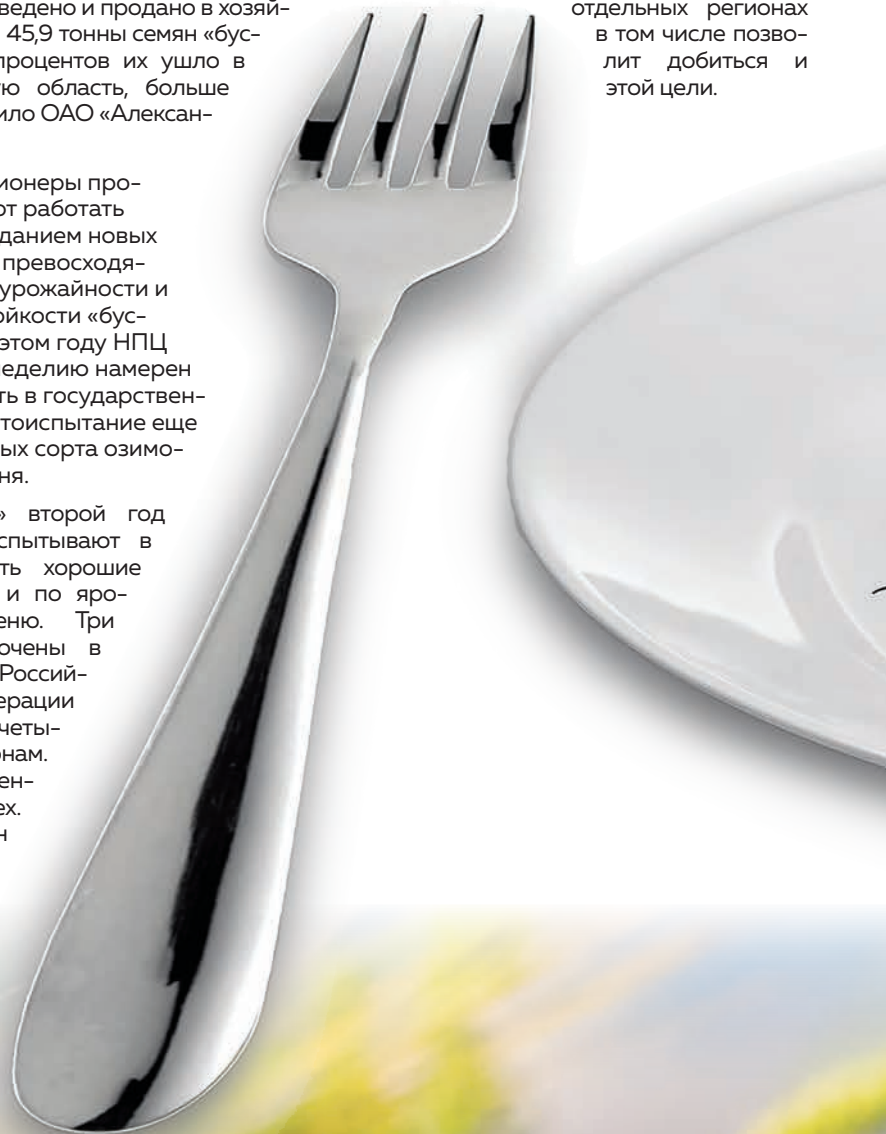 ведено и продано в хозяй-
45,9 тонны семян «бус-
процентов их ушло в
ю область, больше
ило ОАО «Алексан-
ионеры про-
от работать
данием новых
превосходя-
урожайности и
ойкости «бус-
этом году НПЦ
еделию намерен
ть в государствен-
тоиспытание еще
ых сорта озимо-
ня.
» второй год
спытывают в
ть хорошие
и по яро-
еню. Три
очены в
Россий-
ерации
четы-
онам.
ен-
ех.
н
отдельных регионах
в том числе позво-
лит добиться и
этой цели.